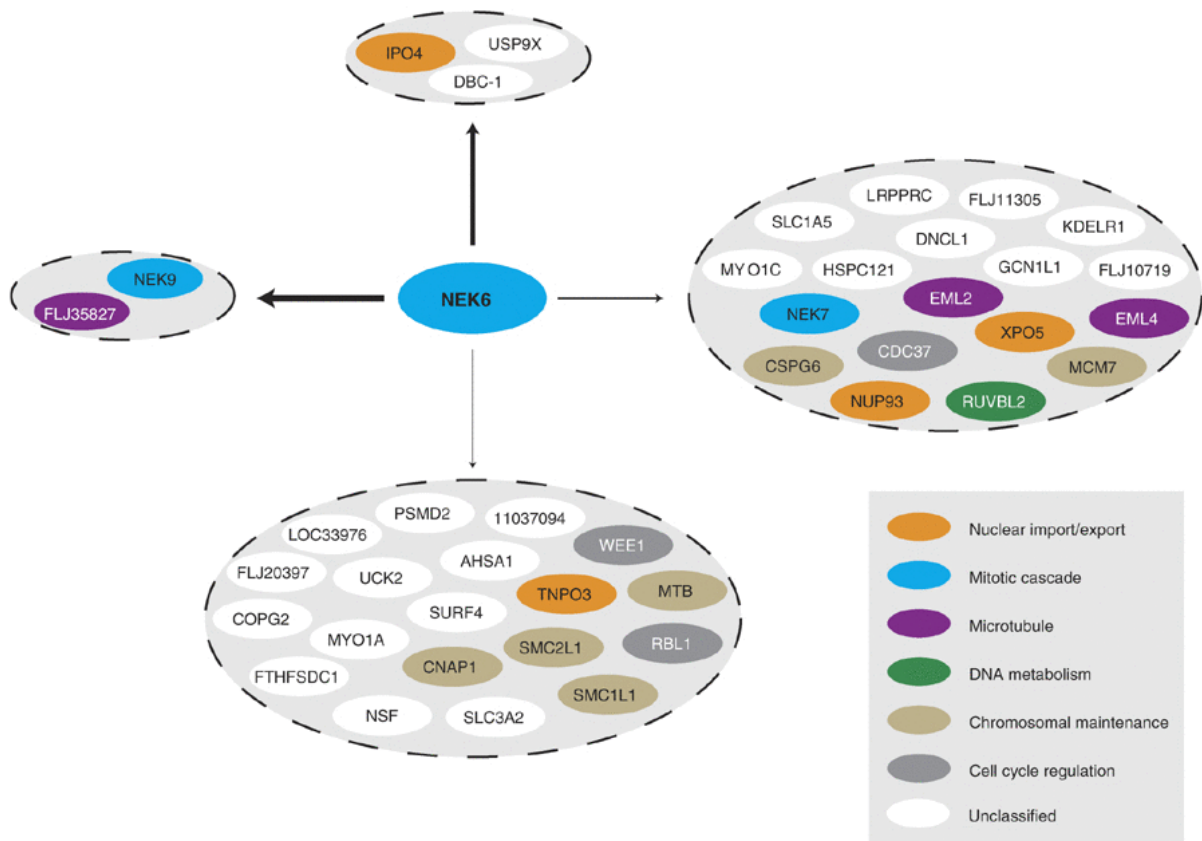 IPO4
USP9X
DBC-1
LRPPRC
FLJ11305
SLC1A5
KDELR1
DNCL1
MYO1C
HSPC121
GCN1L1
FLJ10719
NEK9
FLJ35827
NEK6
EML2
NEK7
EML4
XPO5
CDC37
CSPG6
MCM7
NUP93
RUVBL2
PSMD2
11037094
LOC33976
WEE1
AHSA1
FLJ20397
UCK2
TNPO3
MTB
SURF4
COPG2
MYO1A
RBL1
SMC2L1
CNAP1
FTHFSDC1
SMC1L1
NSF
SLC3A2
Nuclear import/export
Mitotic cascade
Microtubule
DNA metabolism
Chromosomal maintenance
Cell cycle regulation
Unclassified